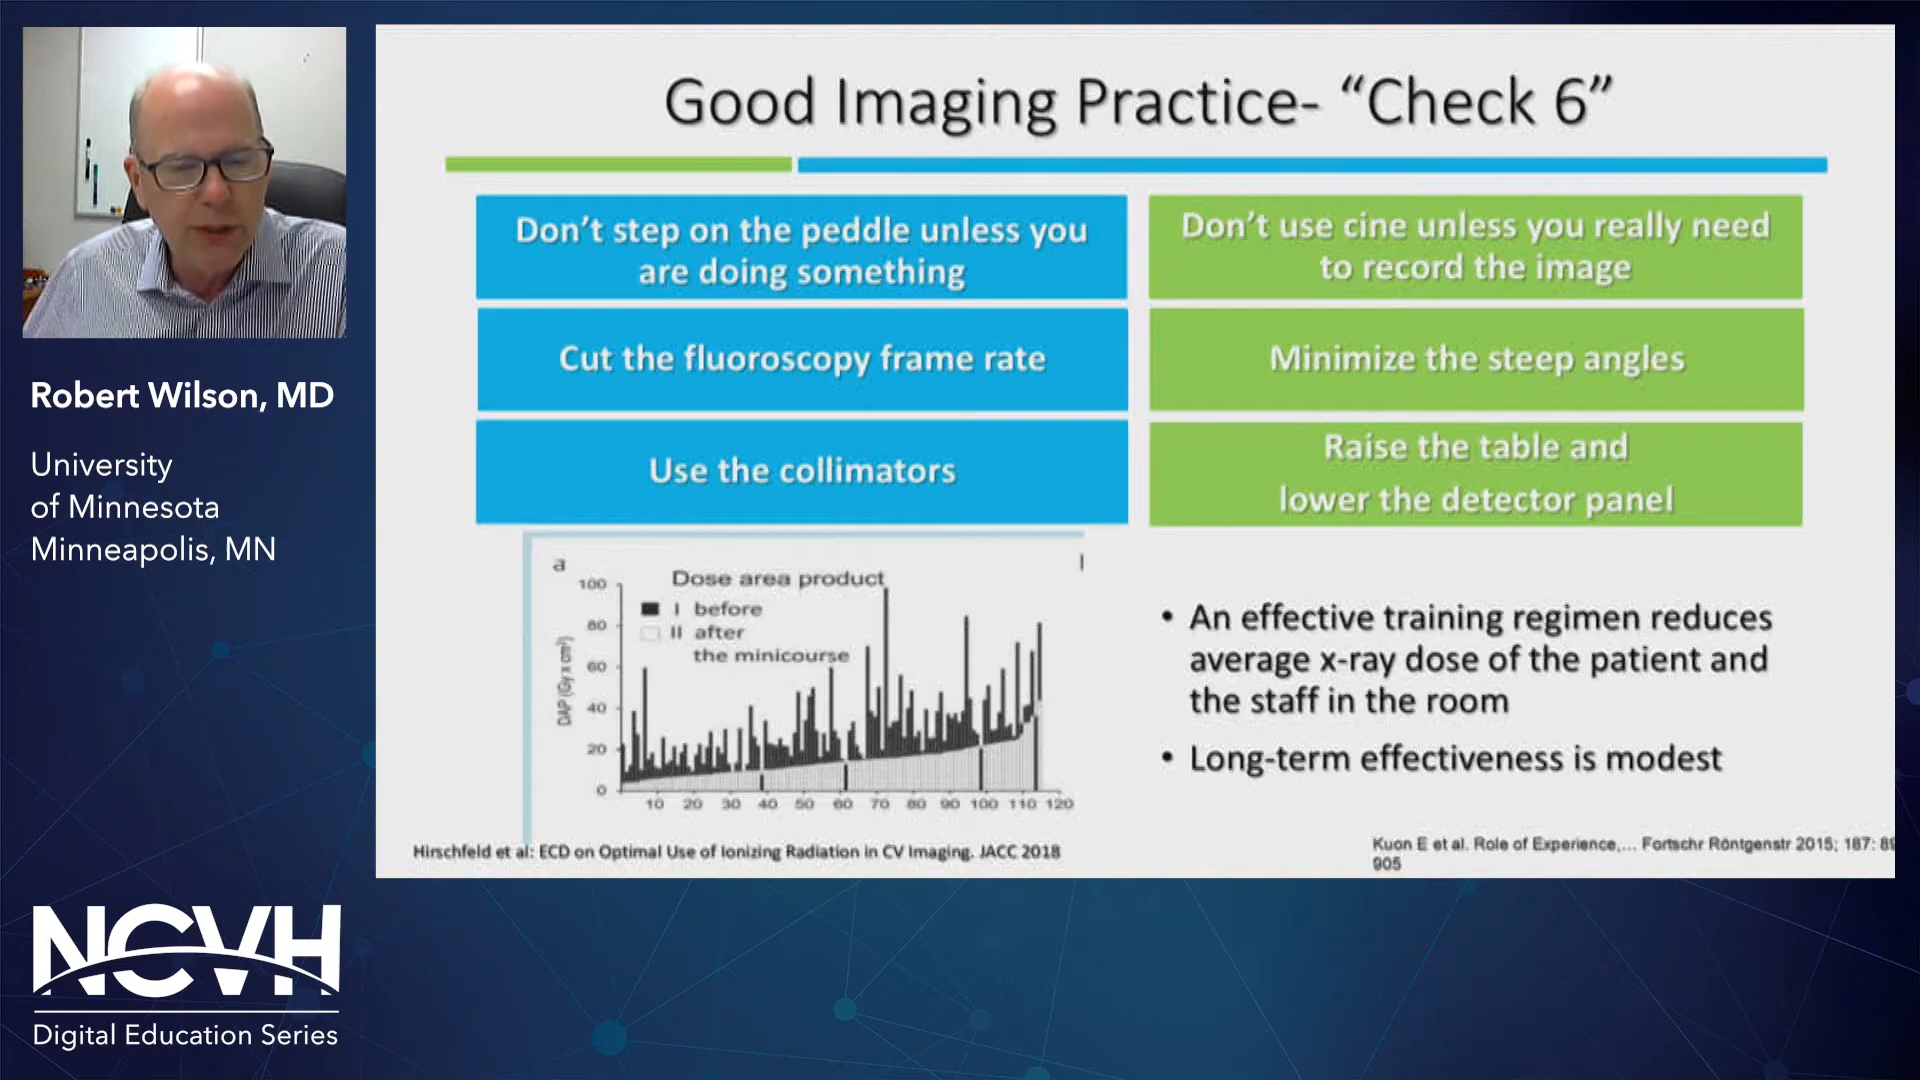 Good Imaging Practice- “Check 6”
Don’t step on the peddle unless you
are doing something
Don’t use cine unless you really need
to record the image
Cut the fluoroscopy frame rate
Minimize the steep angles
Use the collimators
Raise the table and
lower the detector panel
Robert Wilson, MD
University
of Minnesota
Minneapolis, MN
a
Dose area product
I before
II after
the minicourse
DAP (Gy x cm²)
100
80
60
40
20
0
10 20 30 40 50 60 70 80 90 100 110 120
• An effective training regimen reduces
average x-ray dose of the patient and
the staff in the room
• Long-term effectiveness is modest
Hirschfeld et al: ECD on Optimal Use of Ionizing Radiation in CV Imaging. JACC 2018
Kuon E et al. Role of Experience,... Fortschr Röntgenstr 2015; 187:
905
NCVH
Digital Education Series